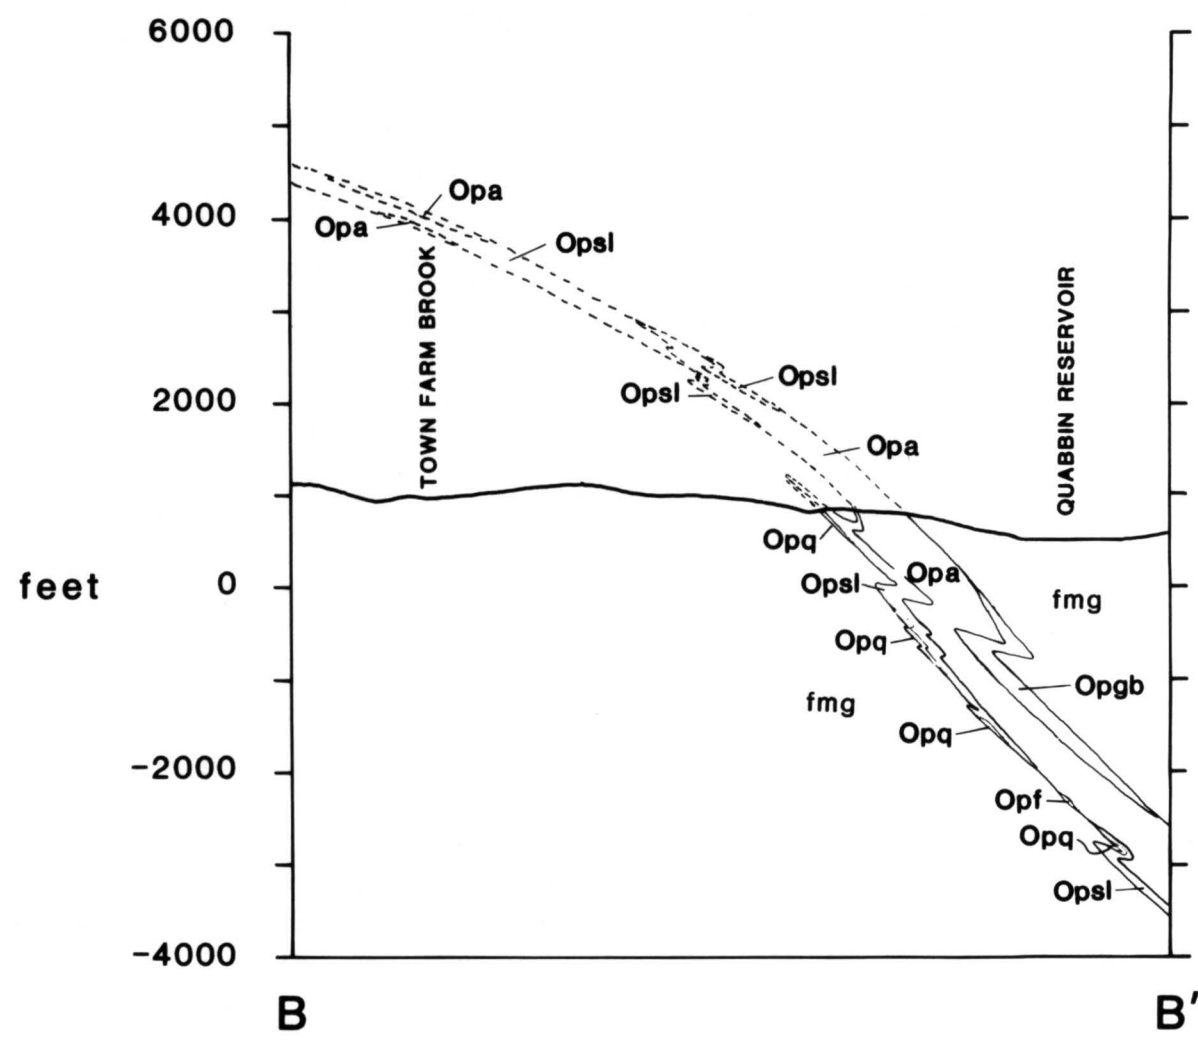 6000
Opa
4000
Opa
Opsl
TOWN FARM BROOK
QUABBIN RESERVOIR
Opsl
Opsl
2000
Opa
Opq
feet
0
Opsl
Opa
fmg
Opq
Opgb
fmg
Opq
-2000
Opf
Opq
Opsl
-4000
B
B'